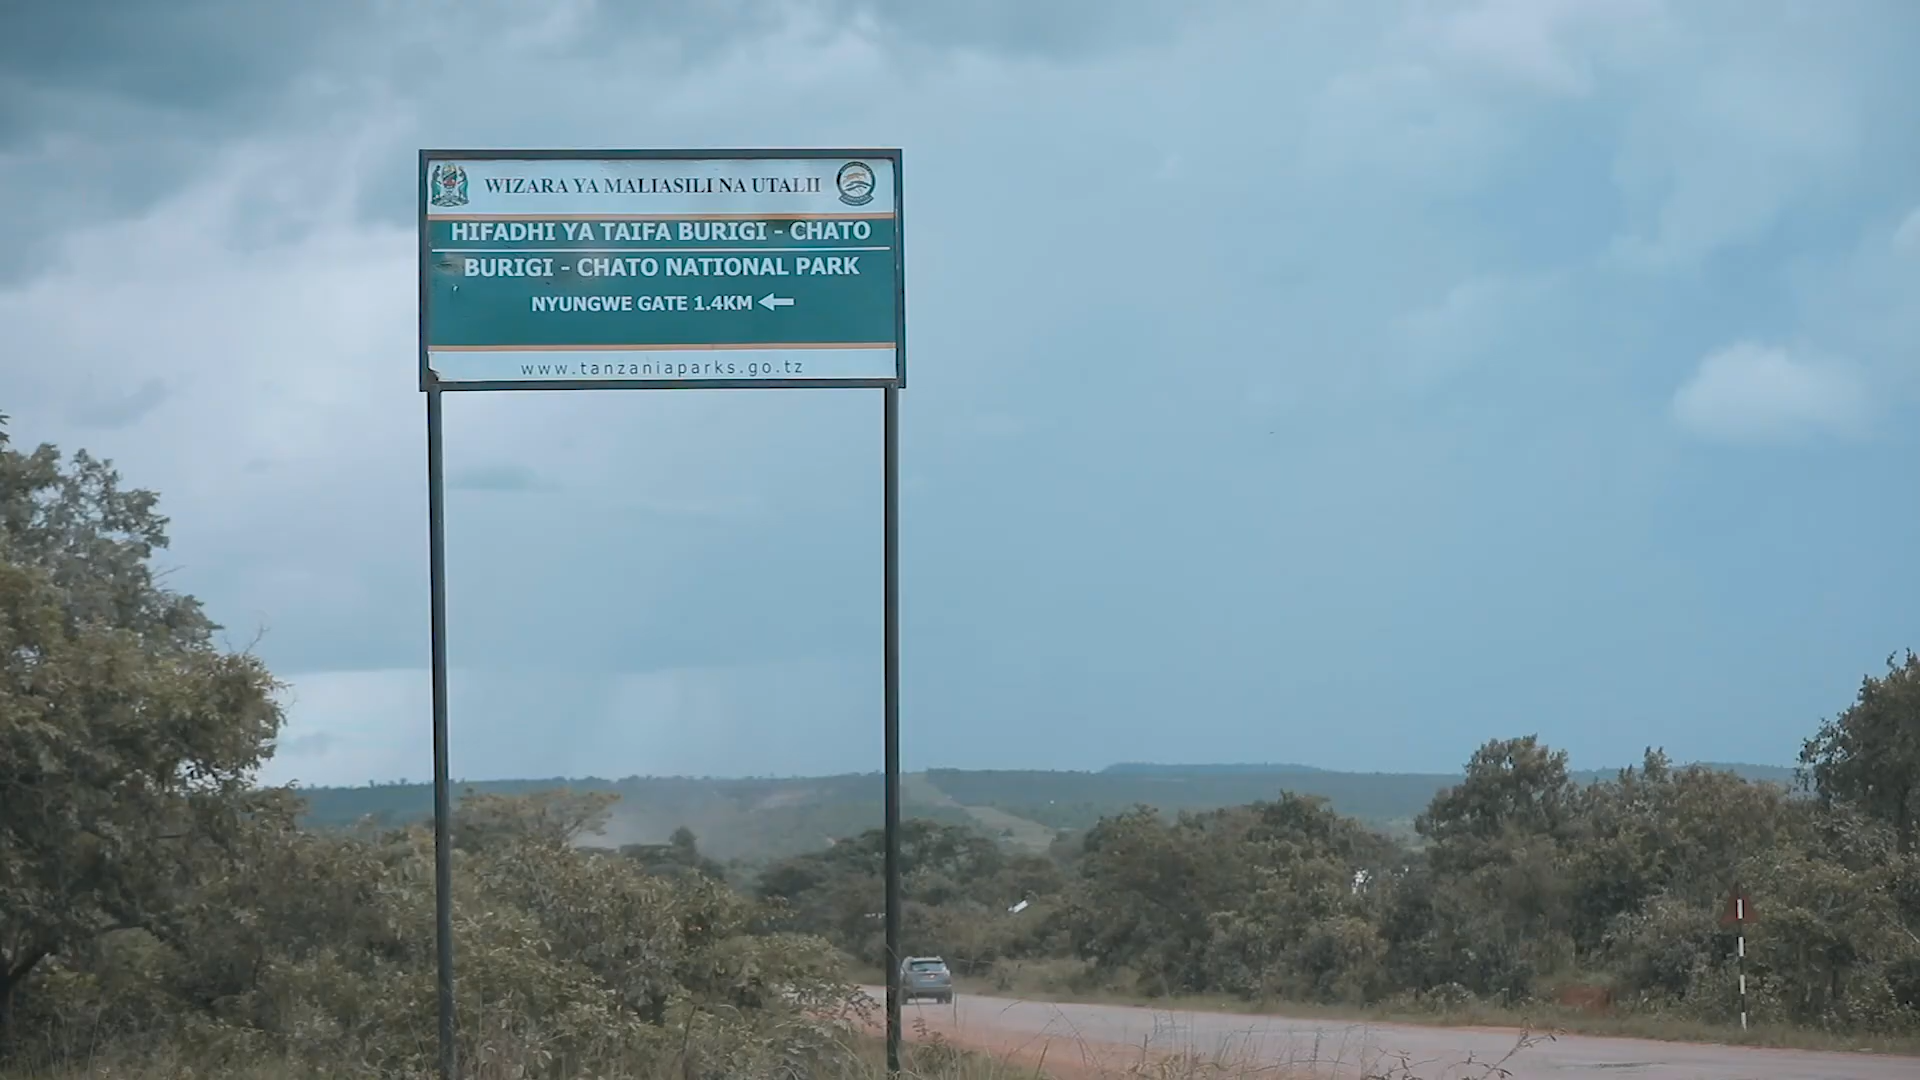 WIZARA YA MALIASILI NA UTALII
HIFADHI YA TAIFA BURIGI - CHATO
BURIGI - CHATO NATIONAL PARK
NYUNGWE GATE 1.4KM
www.tanzaniaparks.go.tz